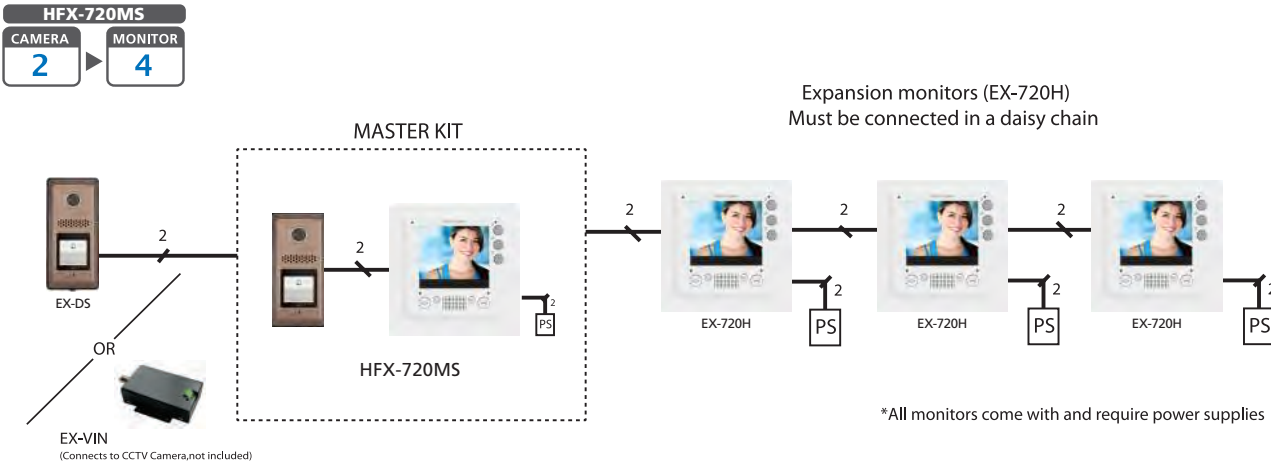 HFX-720MS
CAMERA
2
MONITOR
4
Expansion monitors (EX-720H)
Must be connected in a daisy chain
MASTER KIT
2
EX-DS
2
2
PS
HFX-720MS
2
2
PS
EX-720H
2
2
PS
EX-720H
2
2
PS
EX-720H
OR
EX-VIN
(Connects to CCTV Camera,not included)
*All monitors come with and require power supplies